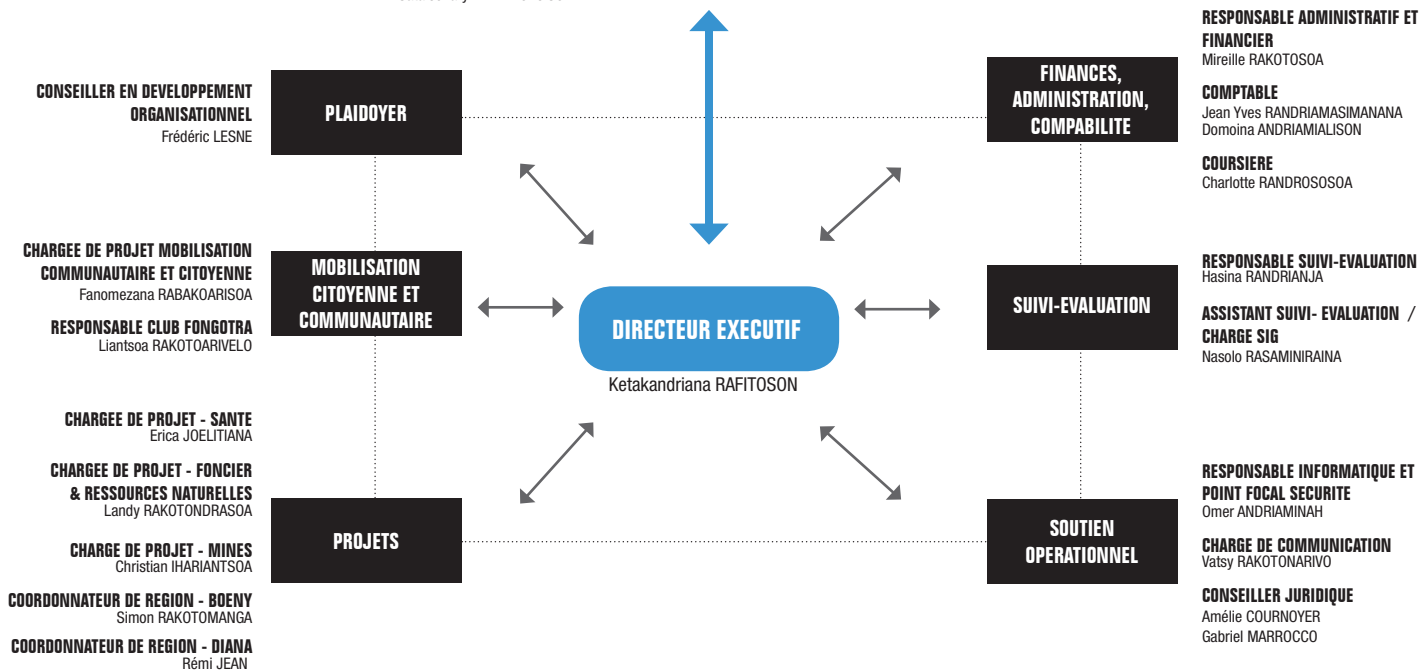 CONSEILLER EN DEVELOPPEMENT
ORGANISATIONNEL
Frédéric LESNE
PLAIDOYER
FINANCES,
ADMINISTRATION,
COMPABILITE
RESPONSABLE ADMINISTRATIF ET
FINANCIER
Mireille RAKOTOSOA
COMPTABLE
Jean Yves RANDRIAMASIMANANA
Domoina ANDRIAMIALISON
COURSIERE
Charlotte RANDROSOSOA
CHARGEE DE PROJET MOBILISATION
COMMUNAUTAIRE ET CITOYENNE
Fanomezana RABAKOARISOA
RESPONSABLE CLUB FONGOTRA
Liantsoa RAKOTOARIVELO
MOBILISATION
CITOYENNE ET
COMMUNAUTAIRE
DIRECTEUR EXECUTIF
Ketakandriana RAFITOSON
SUIVI-EVALUATION
RESPONSABLE SUIVI-EVALUATION
Hasina RANDRIANJA
ASSISTANT SUIVI- EVALUATION /
CHARGE SIG
Nasolo RASAMINIRAINA
CHARGEE DE PROJET - SANTE
Erica JOELITIANA
CHARGEE DE PROJET - FONCIER
& RESSOURCES NATURELLES
Landy RAKOTONDRASOA
CHARGE DE PROJET - MINES
Christian IHARIANTSOA
COORDONNATEUR DE REGION - BOENY
Simon RAKOTOMANGA
COORDONNATEUR DE REGION - DIANA
Rémi JEAN
PROJETS
SOUTIEN
OPERATIONNEL
RESPONSABLE INFORMATIQUE ET
POINT FOCAL SECURITE
Omer ANDRIAMINAH
CHARGE DE COMMUNICATION
Vatsy RAKOTONARIVO
CONSEILLER JURIDIQUE
Amélie COURNOYER
Gabriel MARROCCO